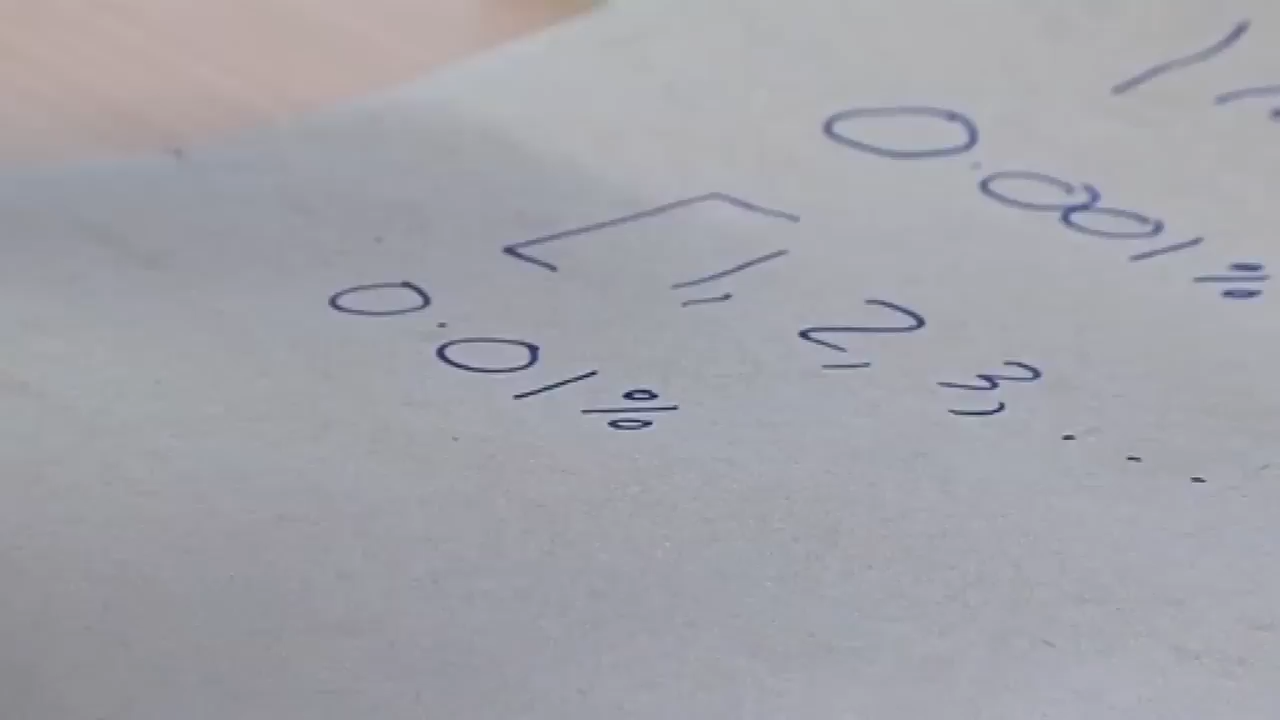 0.001%
1, 2, 3, ...
0.01%